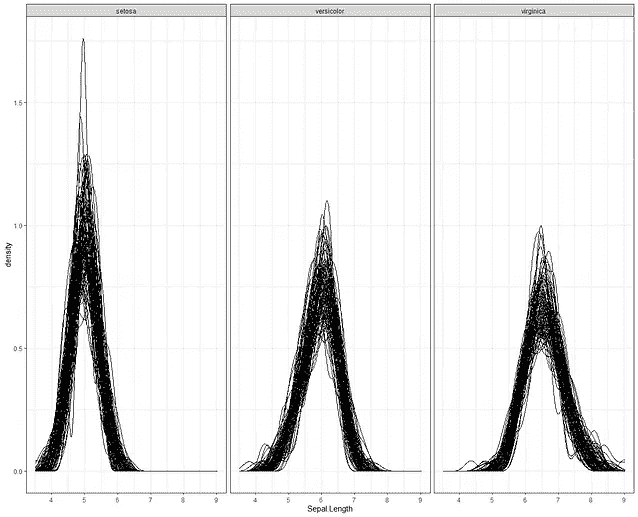 setosa
versicolor
virginica
1.5
1.0
0.5
0.0
density
4 5 6 7 8 9
4 5 6 7 8 9
4 5 6 7 8 9
Sepal.Length